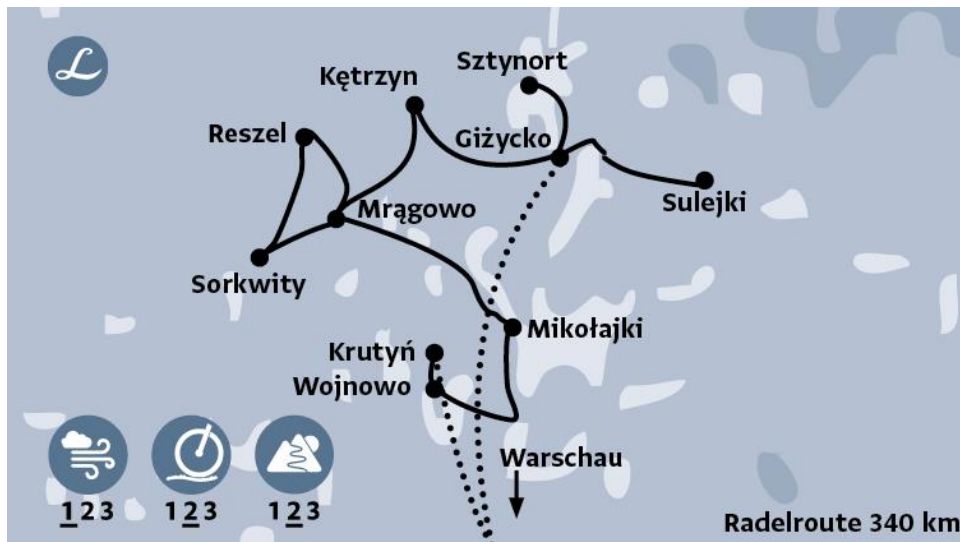 L
Sztynort
Kętrzyn
Reszel
Giżycko
Sulejki
Mrągowo
Sorkwity
Mikołajki
Krutyń
Wojnowo
Warschau
123 123 123
Radelroute 340 km